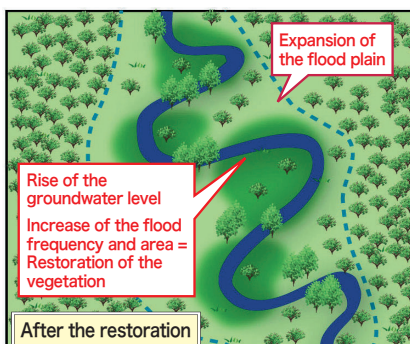 Expansion of
the flood plain
Rise of the
groundwater level
Increase of the flood
frequency and area =
Restoration of the
vegetation
After the restoration